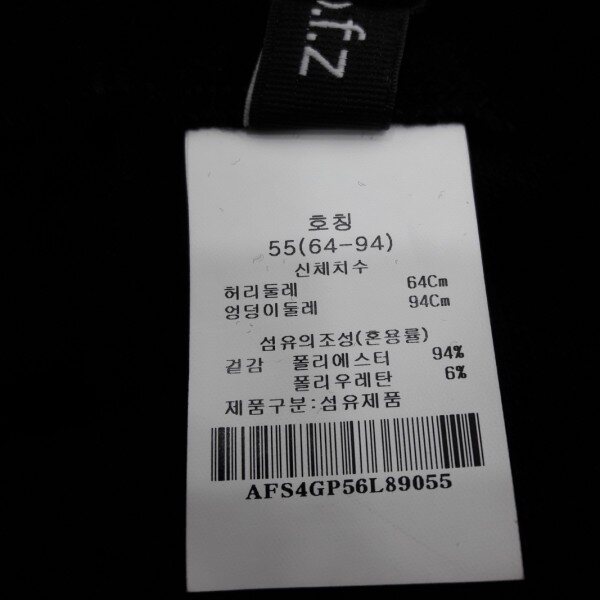 .f.z
호칭
55(64-94)
신체치수
허리둘레 64Cm
엉덩이둘레 94Cm
섬유의조성(혼용률)
겉감 폴리에스터 94%
폴리우레탄 6%
제품구분:섬유제품
AFS4GP56L89055